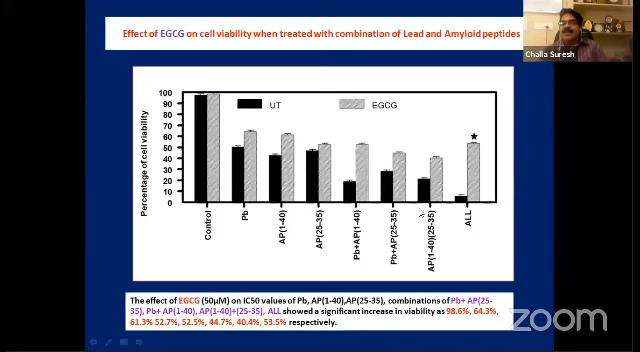 Effect of EGCG on cell viability when treated with combination of Lead and Amyloid peptides
Challa Suresh
Percentage of cell viability
100
90
80
70
60
50
40
30
20
10
0
UT
EGCG
Control
Pb
AP(1-40)
AP(25-35)
Pb+AP(1-40)
Pb+AP(25-35)
AP(1-40)(25-35)
ALL
The effect of EGCG (50µM) on IC50 values of Pb, AP(1-40),AP(25-35), combinations of Pb+ AP(25-
35), Pb+ AP(1-40), AP(1-40)+(25-35), ALL showed a significant increase in viability as 98.6%, 64.3%,
61.3% 52.7%, 52.5%, 44.7%, 40.4%, 53.5% respectively.
zoom